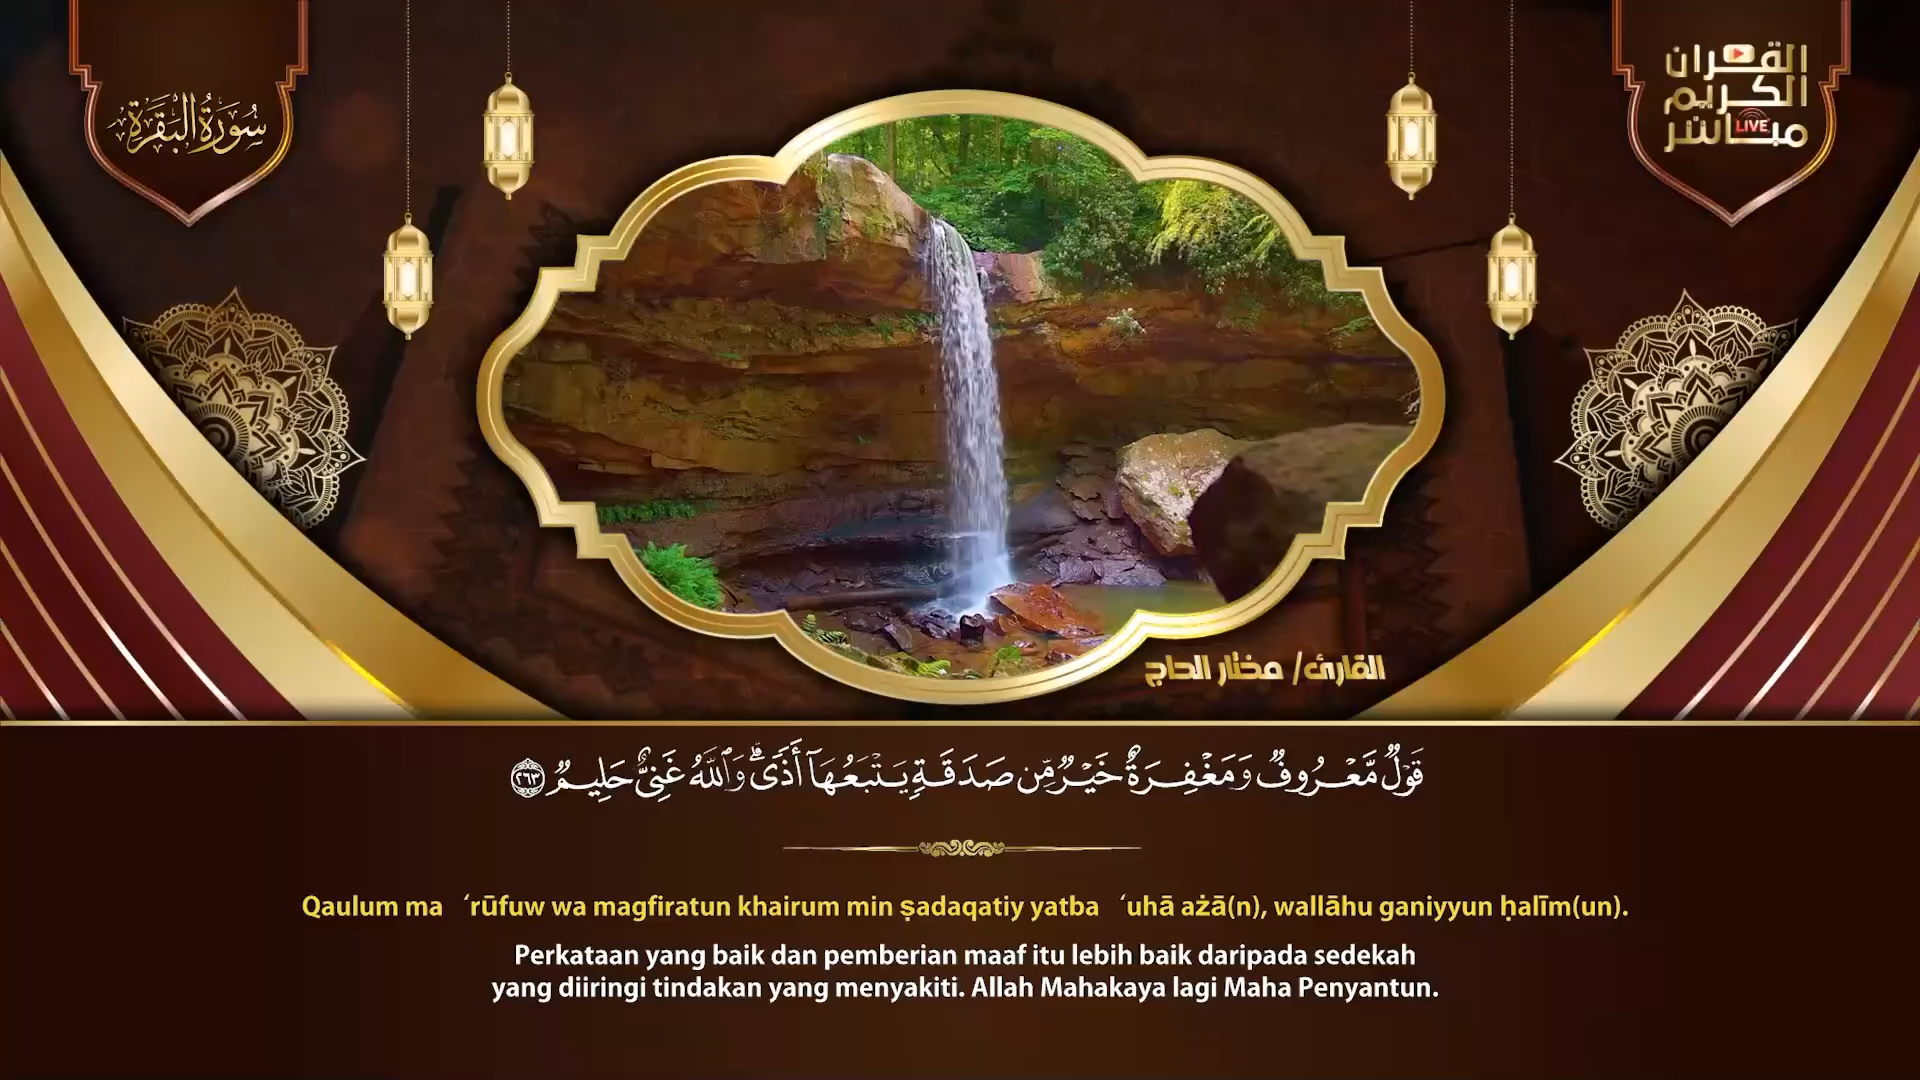 سُورَةُ البَقَرَةِ
القرآن
الكريم
مباشر
LIVE
القارئ/ مختار الحاج
قَوْلٌ مَّعْرُوفٌ وَمَغْفِرَةٌ خَيْرٌ مِّن صَدَقَةٍ يَتْبَعُهَآ أَذًى ۗ وَٱللَّهُ غَنِىٌّ حَلِيمٌ ٢٦٣
Qaulum ma ‘rūfuw wa magfiratun khairum min ṣadaqatiy yatba ‘uhā ażā(n), wallāhu ganiyyun ḥalīm(un).
Perkataan yang baik dan pemberian maaf itu lebih baik daripada sedekah
yang diiringi tindakan yang menyakiti. Allah Mahakaya lagi Maha Penyantun.